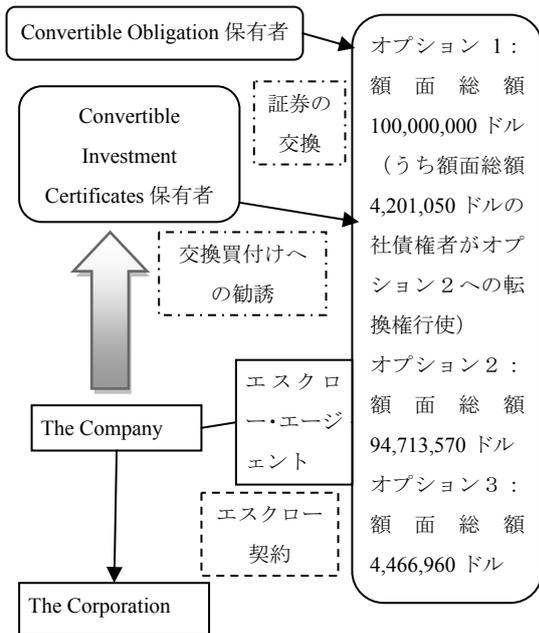 Convertible Obligation 保有者
Convertible
Investment
Certificates 保有者
証券の
交換
交換買付けへ
の勧誘
The Company
エスクロ
ー・エージ
ェント
エスクロー
契約
The Corporation
オプション 1：
額面総額
100,000,000 ドル
（うち額面総額
4,201,050 ドルの
社債権者がオプ
ション２への転
換権行使）
オプション２：
額面総額
94,713,570 ドル
オプション３：
額面総額
4,466,960 ドル